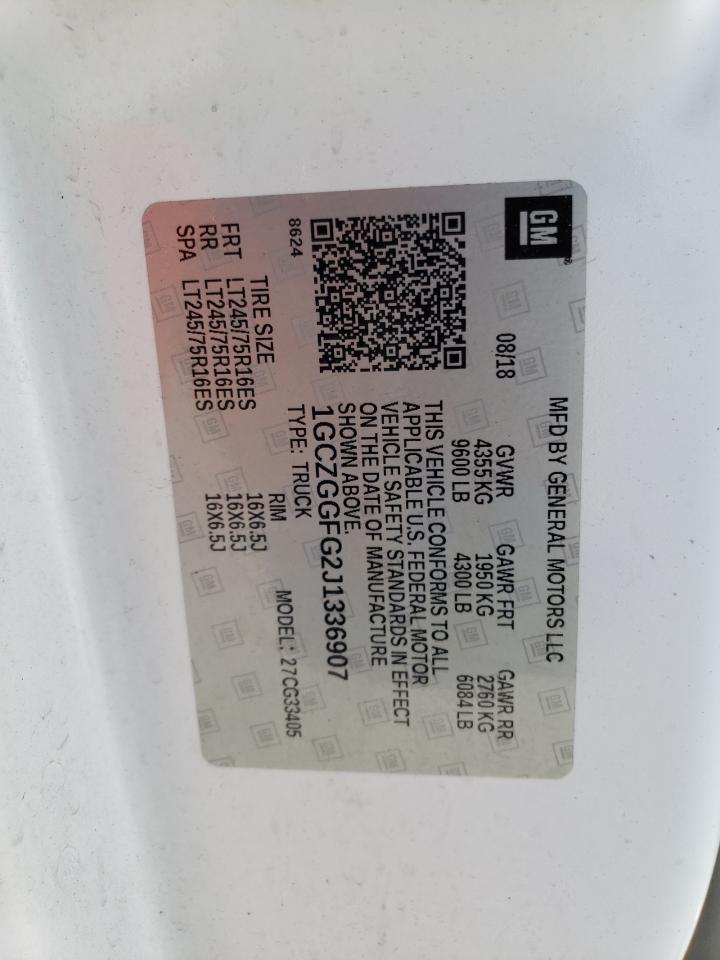 GM
MFD BY GENERAL MOTORS LLC
08/18 GVWR GAWR FRT GAWR RR
4355 KG 1950 KG 2760 KG
9600 LB 4300 LB 6084 LB
THIS VEHICLE CONFORMS TO ALL
APPLICABLE U.S. FEDERAL MOTOR
VEHICLE SAFETY STANDARDS IN EFFECT
ON THE DATE OF MANUFACTURE
SHOWN ABOVE.
1GCZGGFG2J1336907
8624 TYPE: TRUCK MODEL: 27CG33405
TIRE SIZE RIM
FRT LT245/75R16ES 16X6.5J
RR LT245/75R16ES 16X6.5J
SPA LT245/75R16ES 16X6.5J